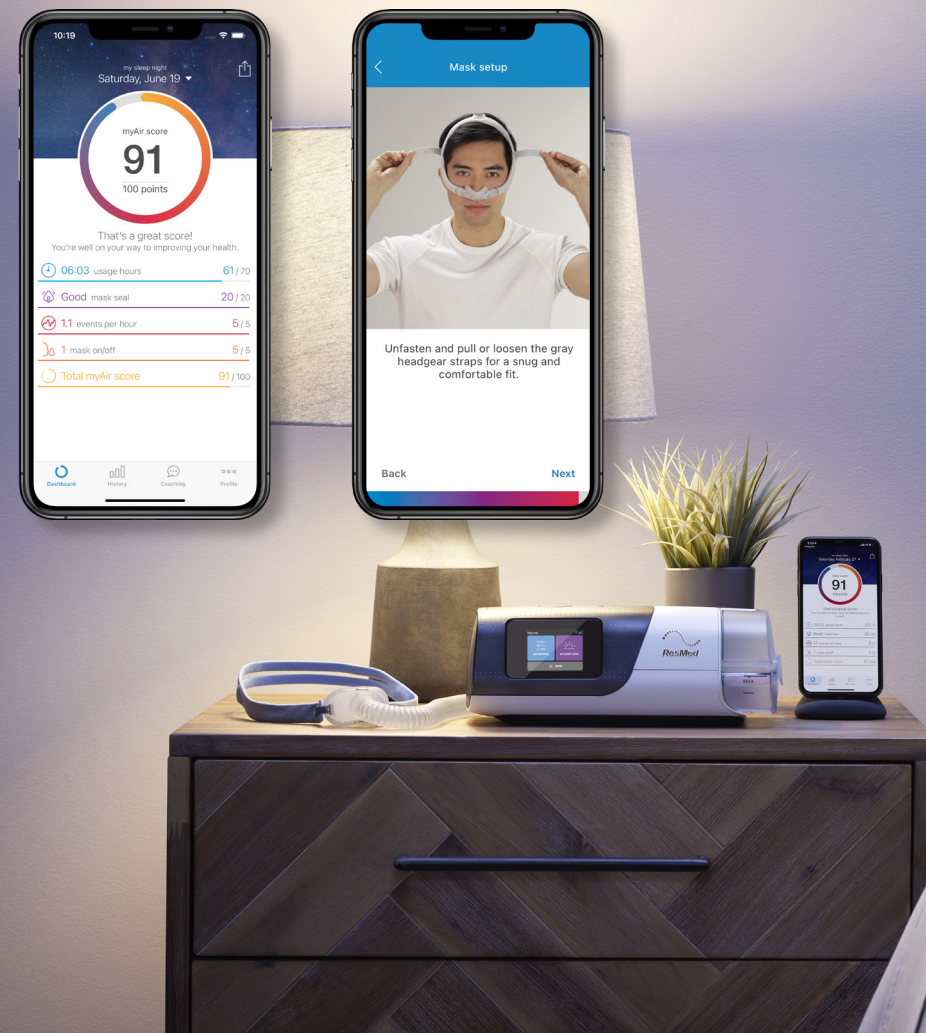 10:19
my sleep night
Saturday, June 19
myAir score
91
100 points
That's a great score!
You're well on your way to improving your health.
06:03 usage hours 61 / 70
Good mask seal 20 / 20
1.1 events per hour 5 / 5
1 mask on/off 5 / 5
Total myAir score 91 / 100
Dashboard
History
Coaching
Profile
Mask setup
Unfasten and pull or loosen the gray
headgear straps for a snug and
comfortable fit.
Back
Next
ResMed
MAX
Saturday, February 27
91
That's a great score!